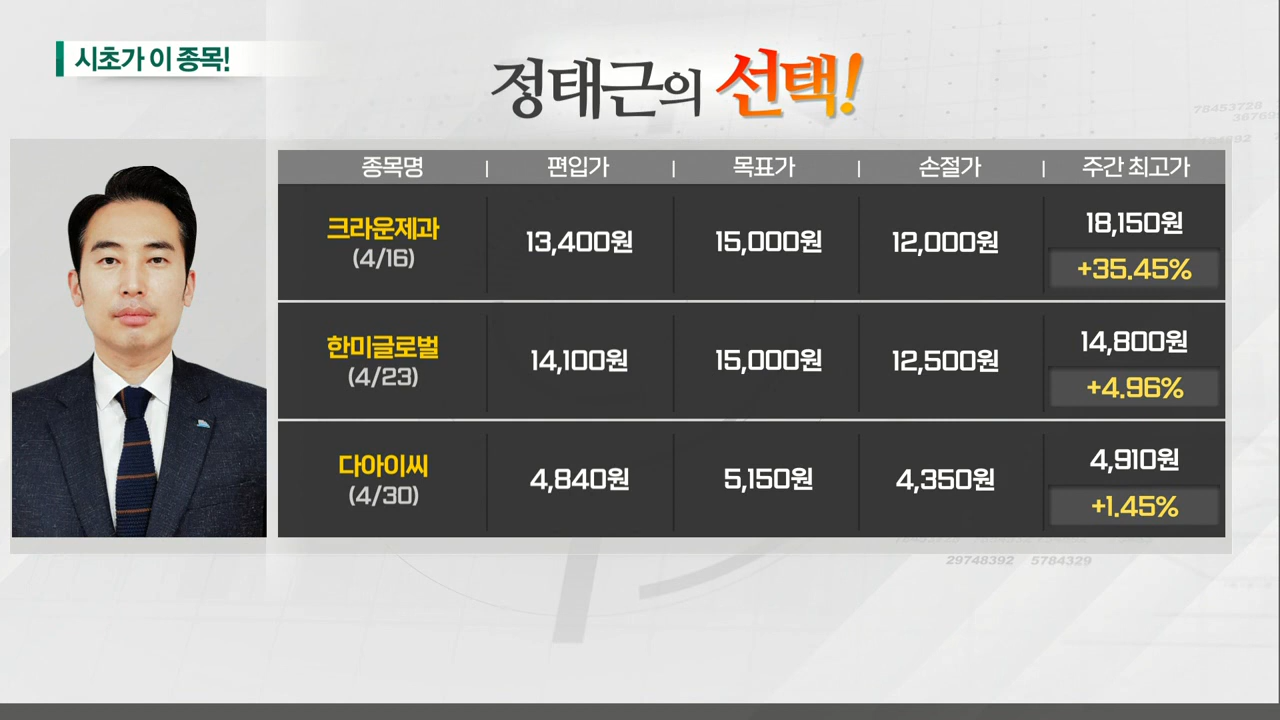 시초가 이 종목!
정태근의 선택!
종목명 | 편입가 | 목표가 | 손절가 | 주간 최고가
크라운제과 (4/16) 13,400원 15,000원 12,000원 18,150원 +35.45%
한미글로벌 (4/23) 14,100원 15,000원 12,500원 14,800원 +4.96%
다아이씨 (4/30) 4,840원 5,150원 4,350원 4,910원 +1.45%
78453728
29748392 5784329